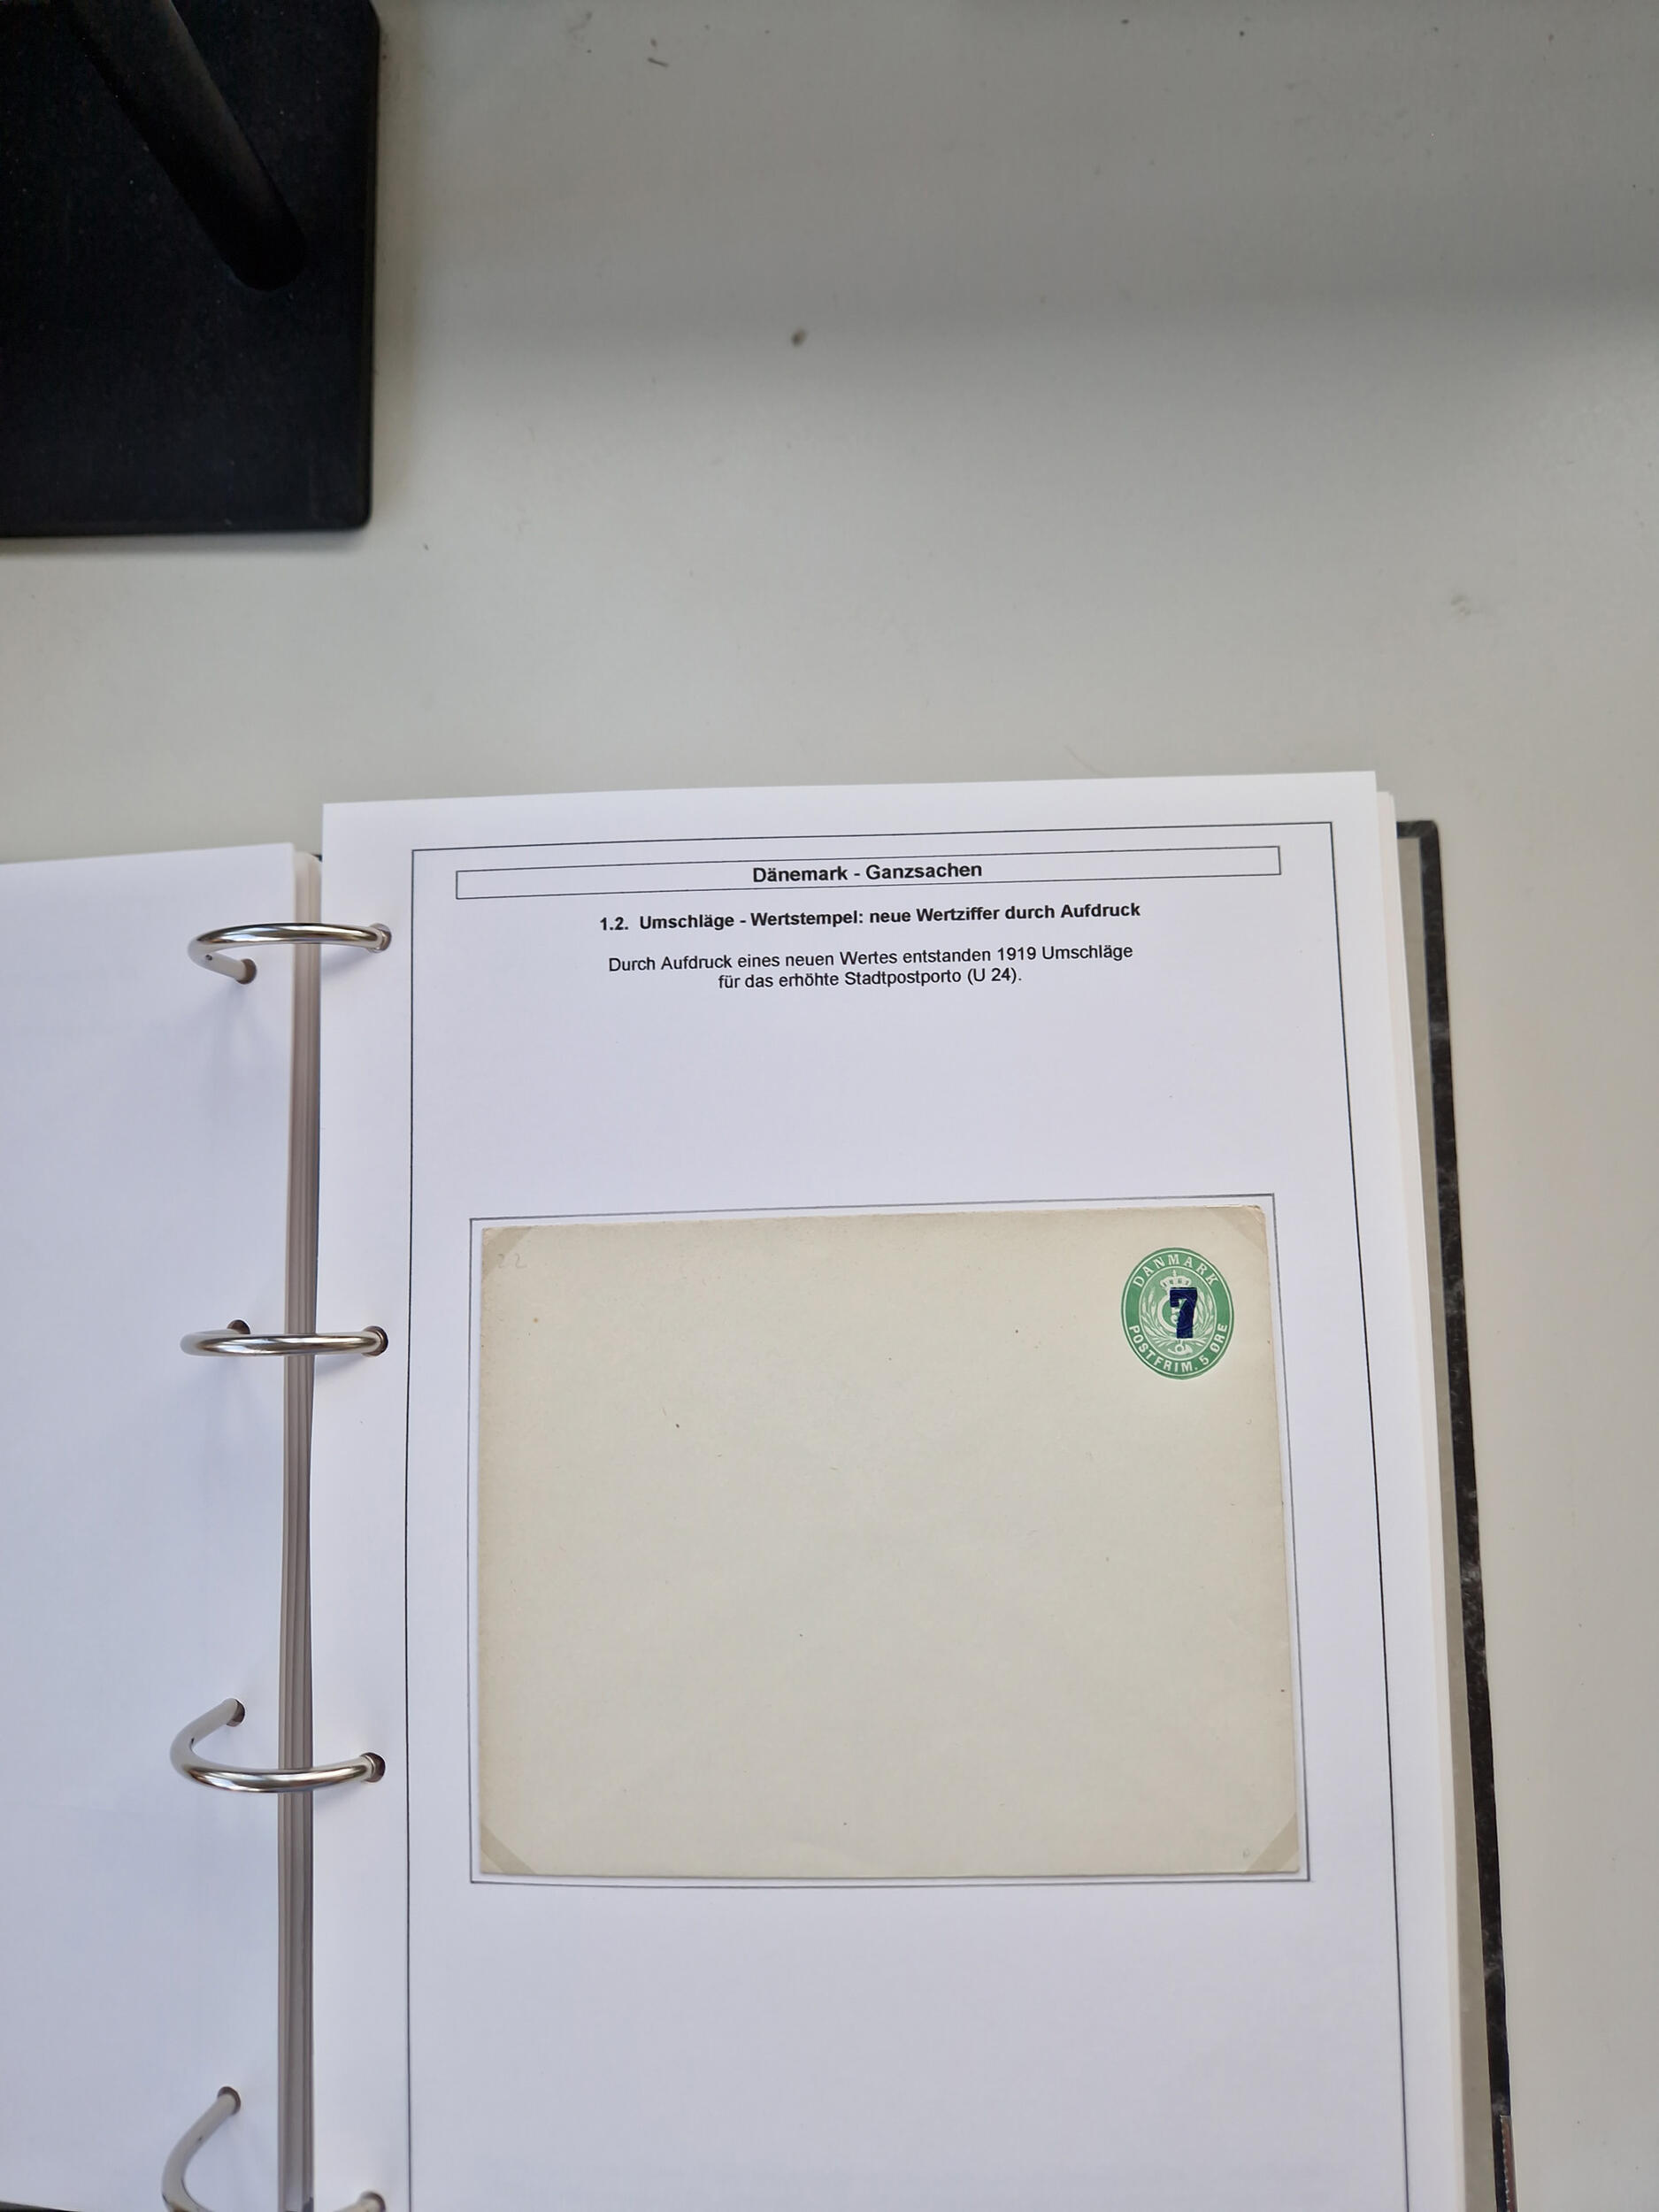 Dänemark - Ganzsachen
1.2. Umschläge - Wertstempel: neue Wertziffer durch Aufdruck
Durch Aufdruck eines neuen Wertes entstanden 1919 Umschläge
für das erhöhte Stadtpostporto (U 24).
22
DANMARK
7
POSTFRIM. 5 ØRE